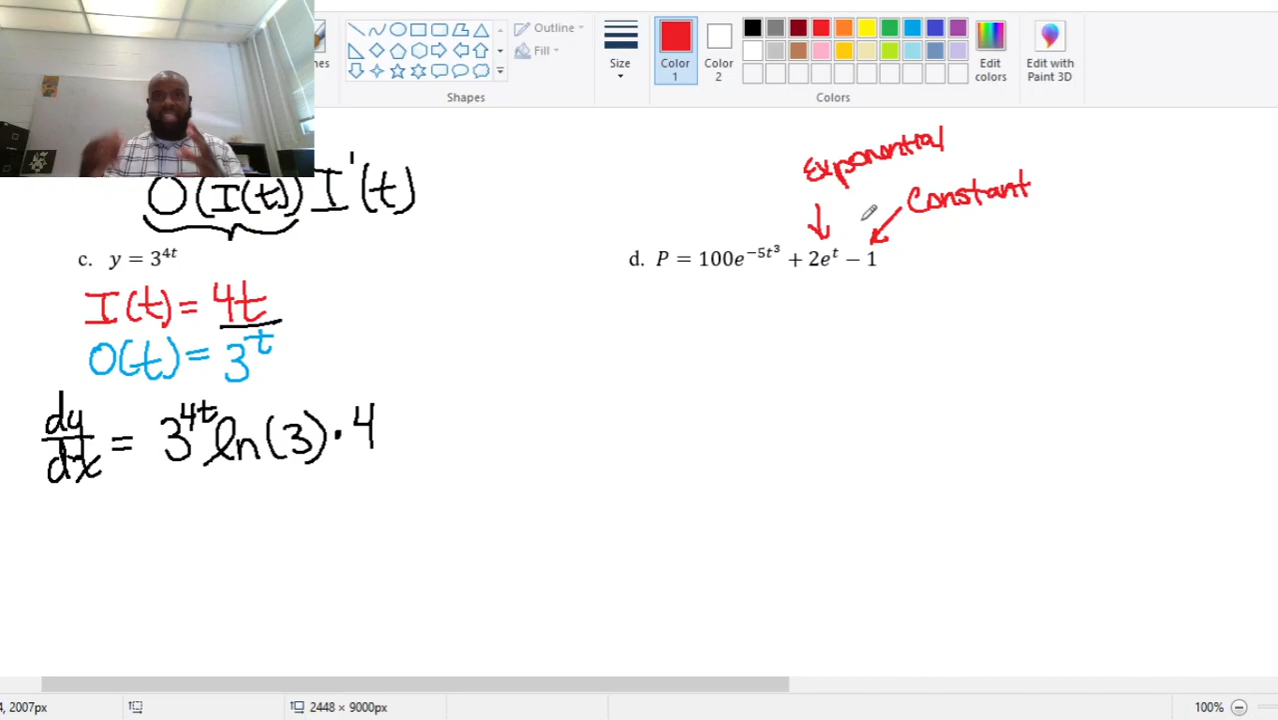 Outline
Fill
Size
Color 1
Color 2
Edit colors
Edit with Paint 3D
Shapes
Colors
O(I(t)) I'(t)
exponential
Constant
c. y = 3^{4t}
d. P = 100e^{-5t^3} + 2e^t − 1
I(t) = 4t
O(t) = 3^t
dy/dx = 3^{4t} ln(3) · 4
2007px
2448 × 9000px
100%